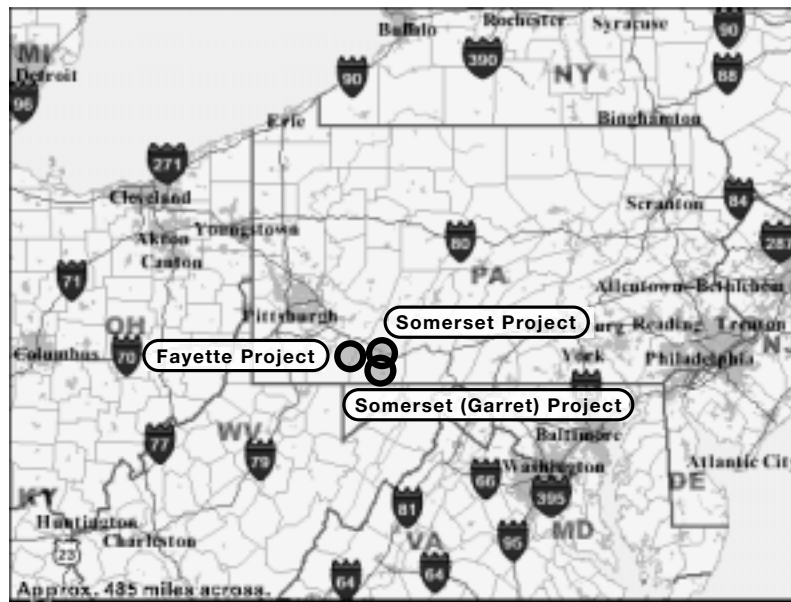 Buffalo
Rochester
Syracuse
90
MI
Detroit
96
90
390
NY
88
Erie
Binghamton
271
Cleveland
Scranton
84
Akron
Youngstown
Canton
80
287
PA
71
Allentown-Bethlehem
Pittsburgh
OH
Somerset Project
burg
Reading
Trenton
N.
Columbus
70
Fayette Project
York
Philadelphia
Somerset (Garret) Project
WV
77
79
Baltimore
Washington
Atlantic City
66
395
DE
KY
81
Huntington
Charleston
23
VA
MD
95
64
64
Approx. 485 miles across.